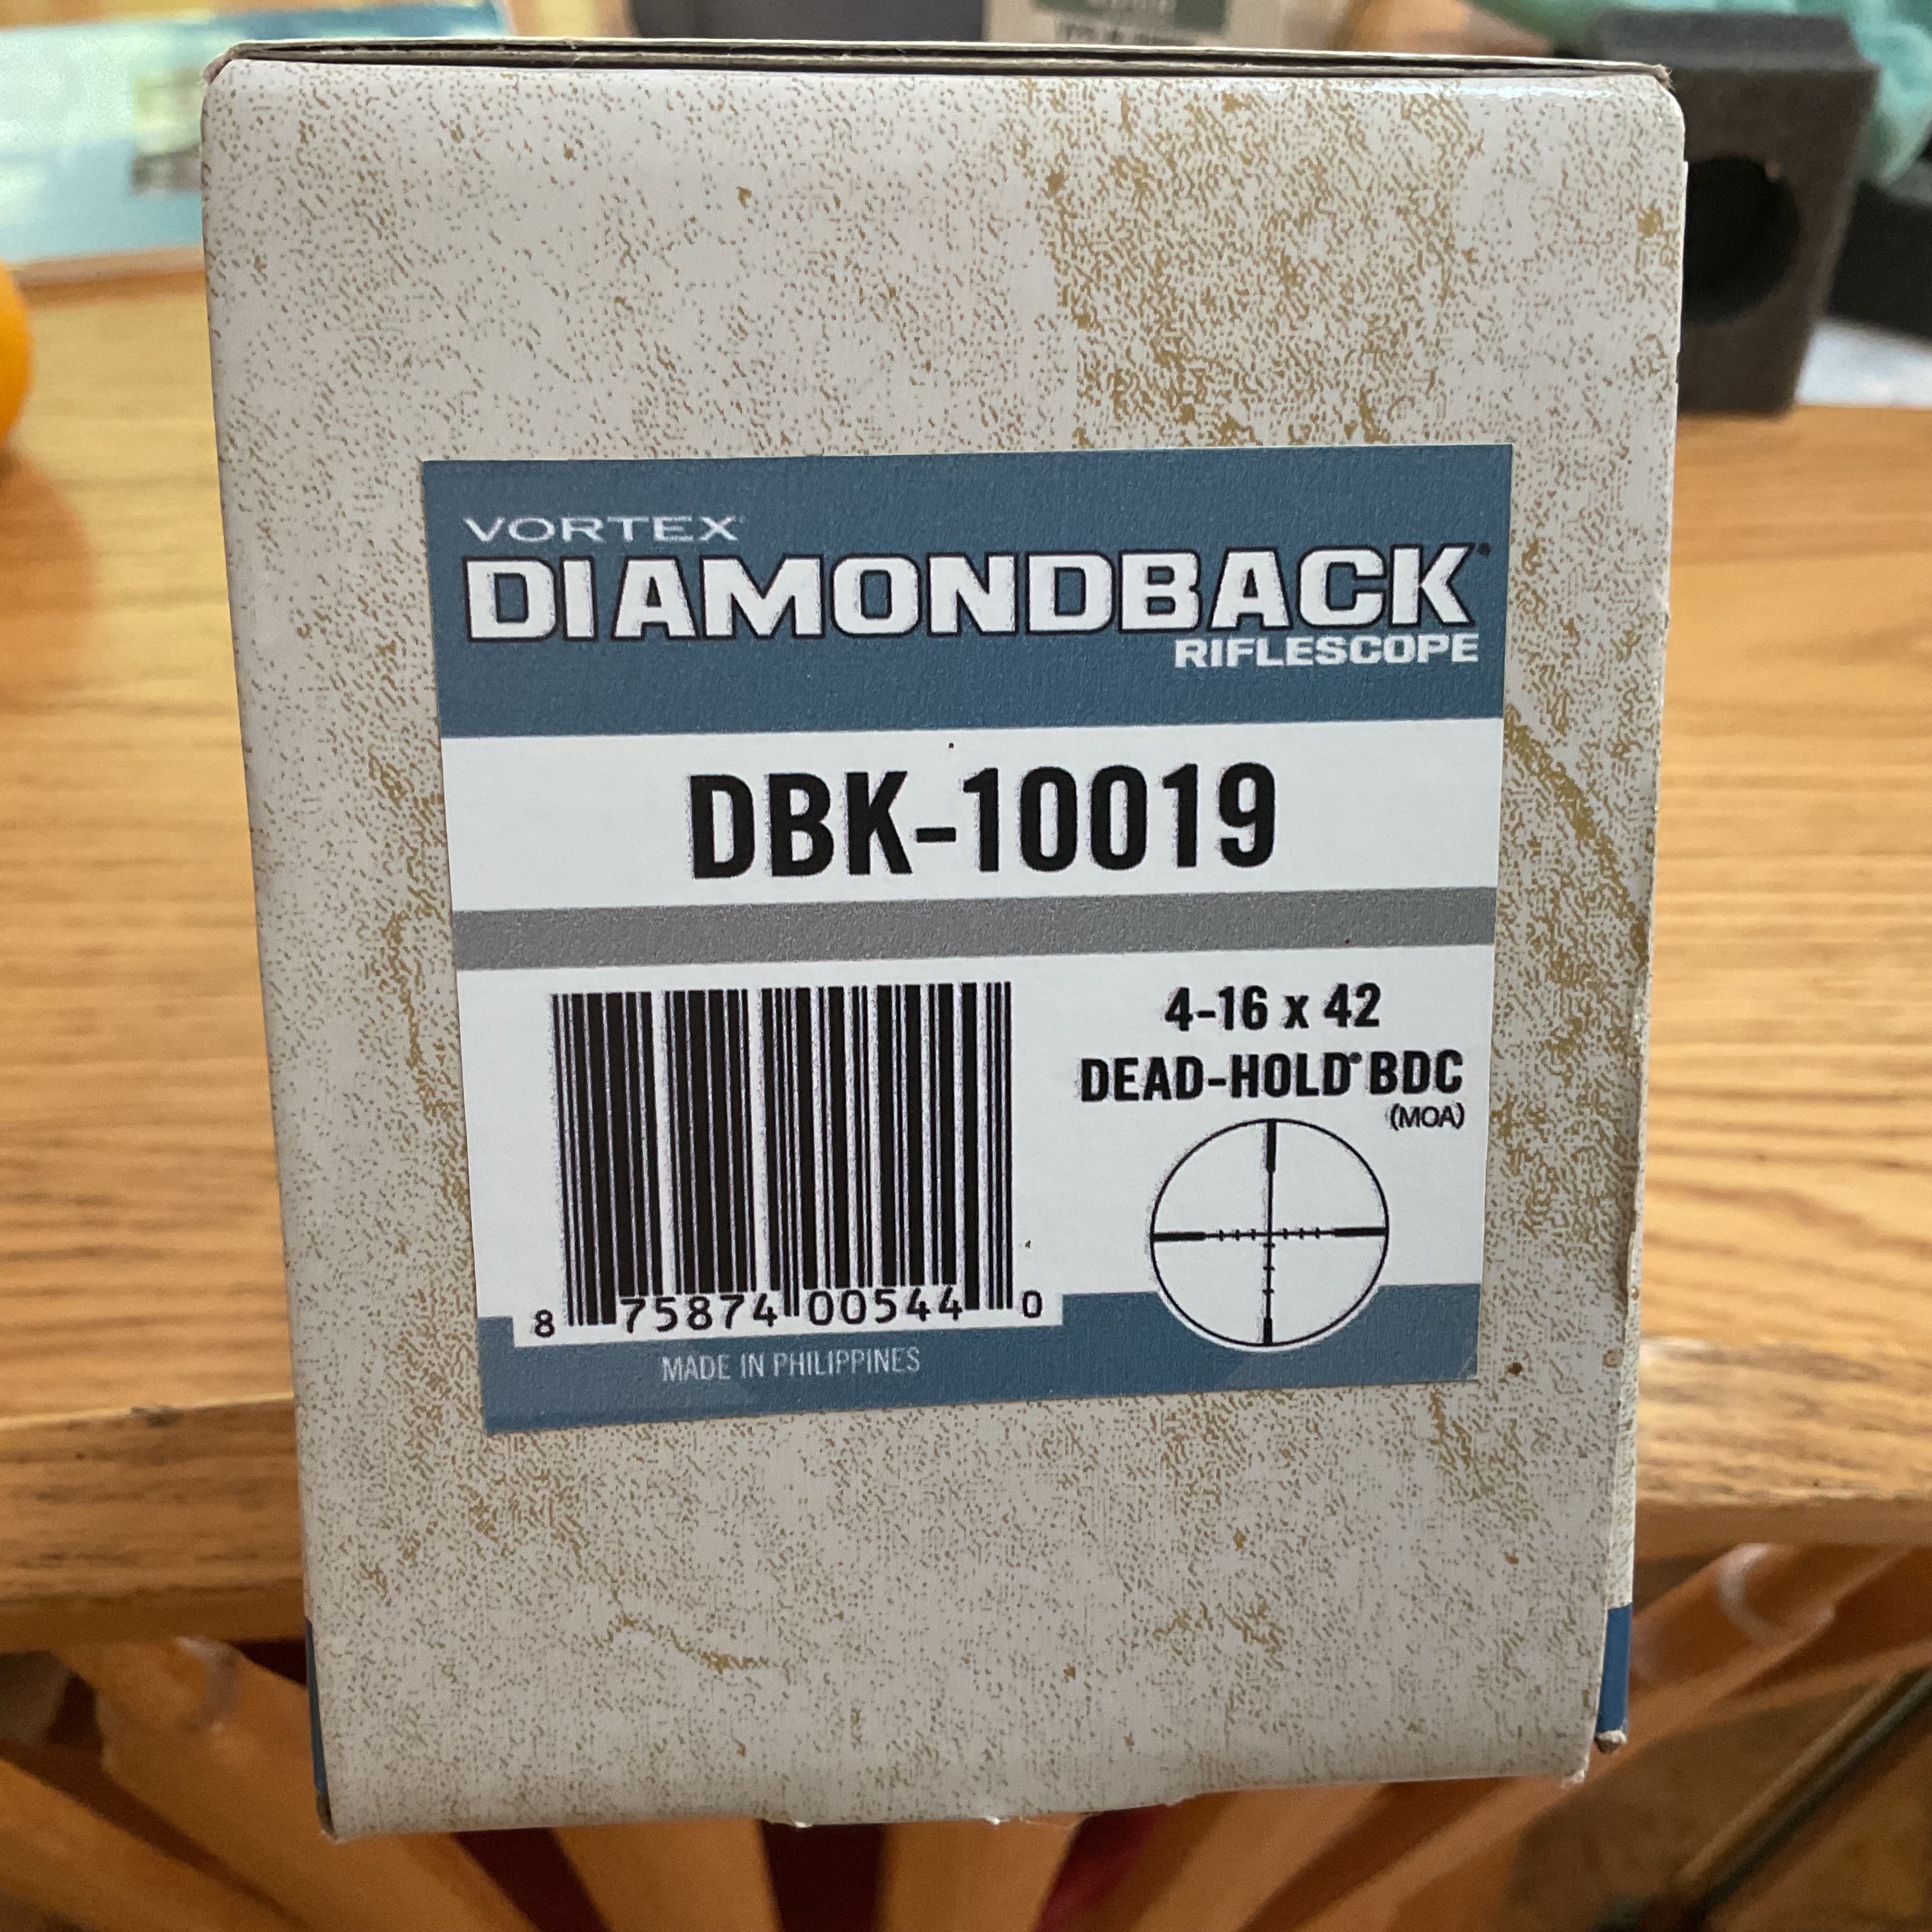 VORTEX
DIAMONDBACK®
RIFLESCOPE
DBK-10019
4-16 x 42
DEAD-HOLD® BDC
(MOA)
8 75874 00544 0
MADE IN PHILIPPINES